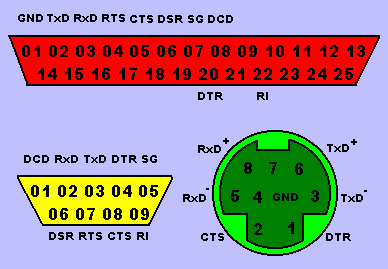 GND TxD RxD RTS CTS DSR SG DCD
01 02 03 04 05 06 07 08 09 10 11 12 13
14 15 16 17 18 19 20 21 22 23 24 25
DTR RI
DCD RxD TxD DTR SG
01 02 03 04 05
06 07 08 09
DSR RTS CTS RI
RxD+ TxD+
8 7 6
RxD- 5 4 GND 3 TxD-
2 1
CTS DTR